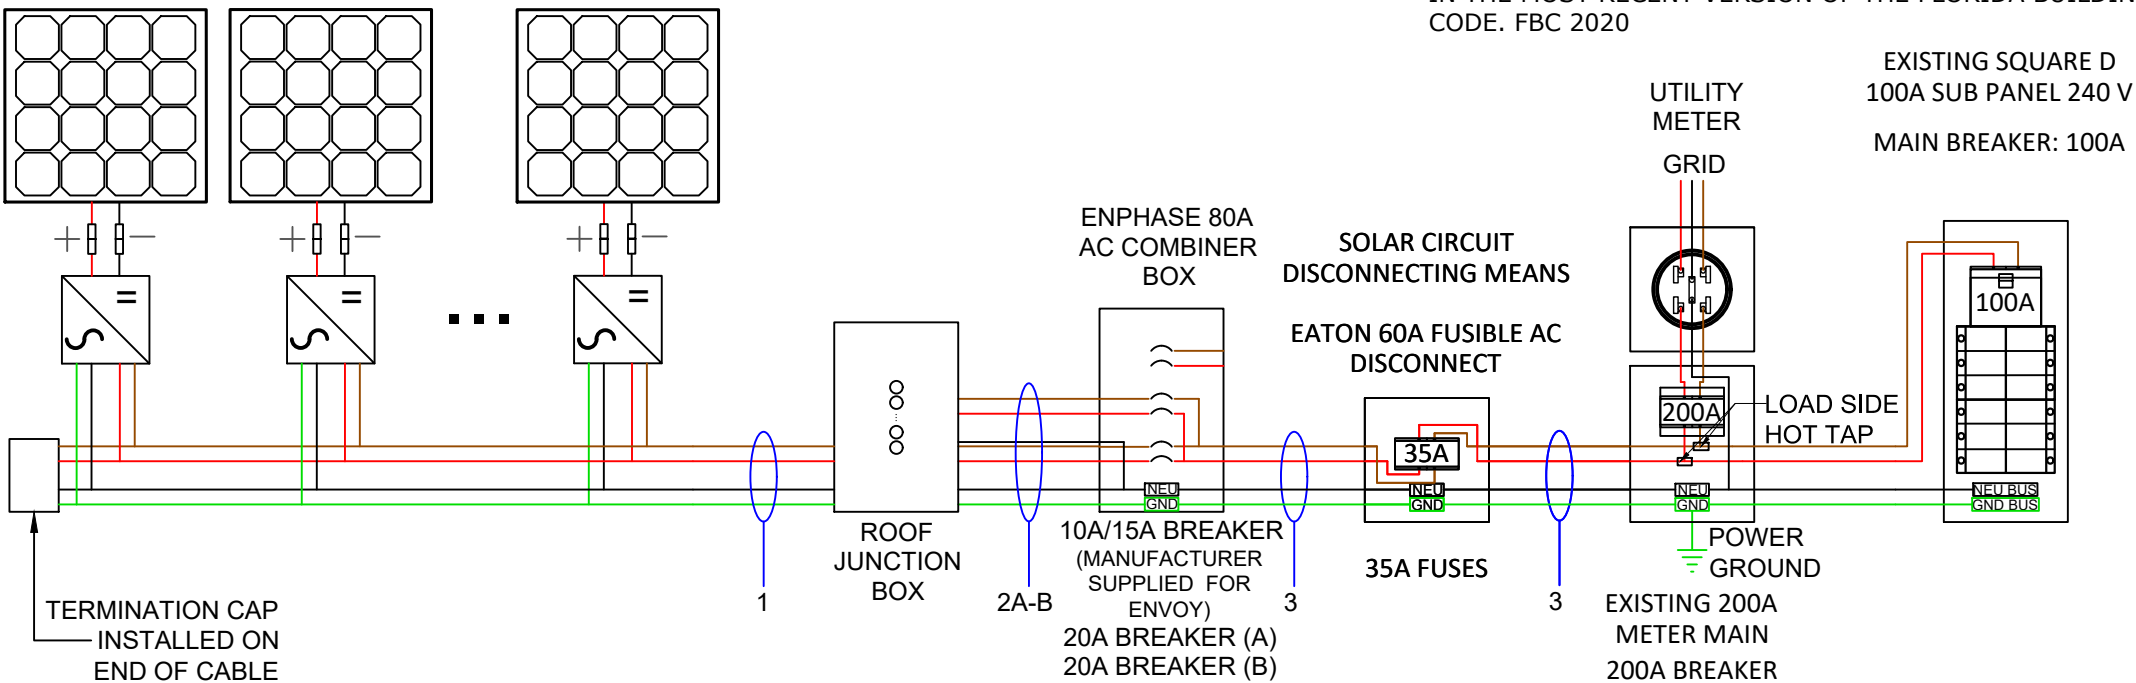 CODE. FBC 2020
EXISTING SQUARE D
100A SUB PANEL 240 V
MAIN BREAKER: 100A
UTILITY
METER
GRID
ENPHASE 80A
AC COMBINER
BOX
SOLAR CIRCUIT
DISCONNECTING MEANS
EATON 60A FUSIBLE AC
DISCONNECT
100A
200A
LOAD SIDE
HOT TAP
35A
NEU
GND
NEU
GND
NEU
GND
NEU BUS
GND BUS
ROOF
JUNCTION
BOX
10A/15A BREAKER
(MANUFACTURER
SUPPLIED FOR
ENVOY)
20A BREAKER (A)
20A BREAKER (B)
35A FUSES
POWER
GROUND
EXISTING 200A
METER MAIN
200A BREAKER
1
2A-B
3
3
TERMINATION CAP
INSTALLED ON
END OF CABLE